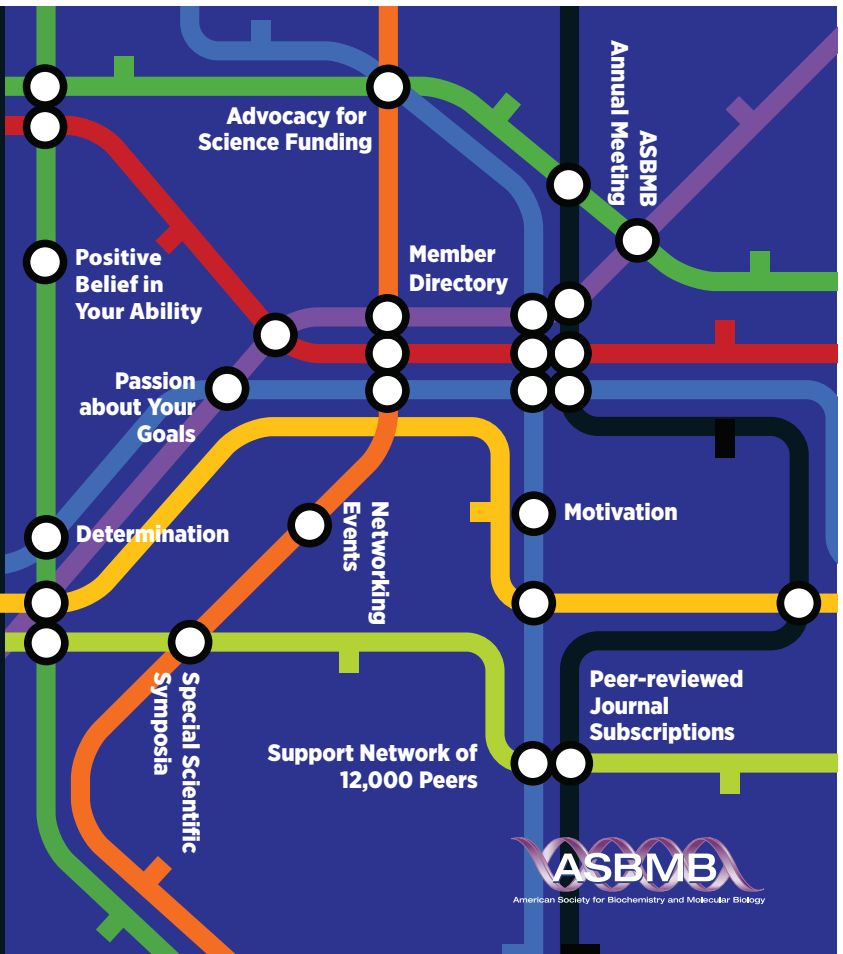 Advocacy for
Science Funding
ASBMB
Annual Meeting
Positive
Belief in
Your Ability
Member
Directory
Passion
about Your
Goals
Networking
Events
Motivation
Determination
Special Scientific
Symposia
Peer-reviewed
Journal
Subscriptions
Support Network of
12,000 Peers
ASBMB
American Society for Biochemistry and Molecular Biology